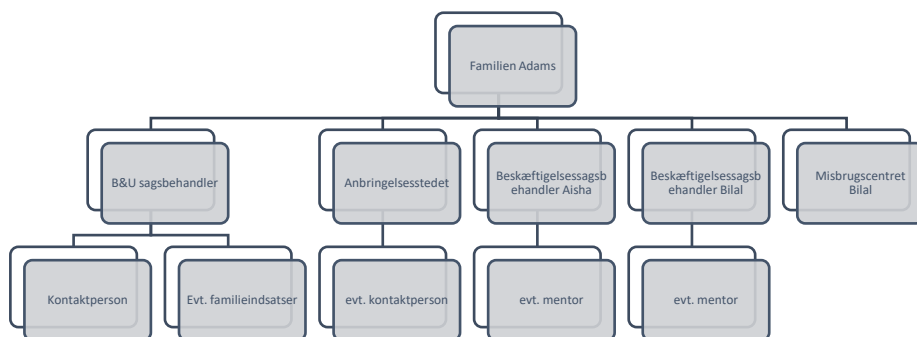 Familien Adams
B&U sagsbehandler
Anbringelsesstedet
Beskæftigelsessagsb
ehandler Aisha
Beskæftigelsessagsb
ehandler Bilal
Misbrugscentret
Bilal
Kontaktperson
Evt. familieindsatser
evt. kontaktperson
evt. mentor
evt. mentor